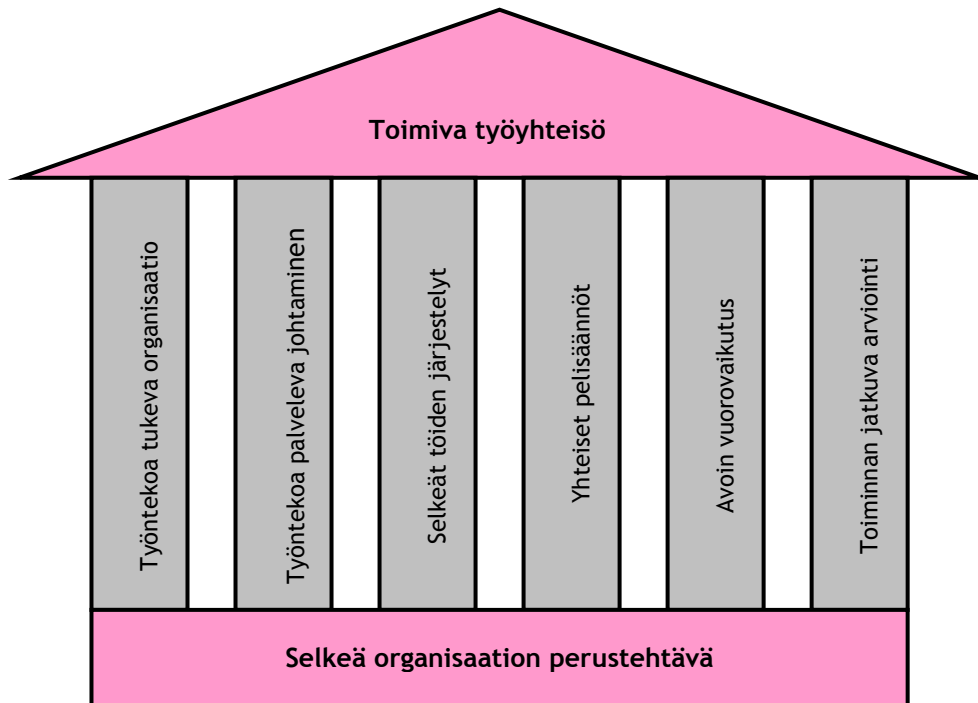 Toimiva työyhteisö
Työntekoa tukeva organisaatio
Työntekoa palveleva johtaminen
Selkeät töiden järjestelyt
Yhteiset pelisäännöt
Avoin vuorovaikutus
Toiminnan jatkuva arviointi
Selkeä organisaation perustehtävä